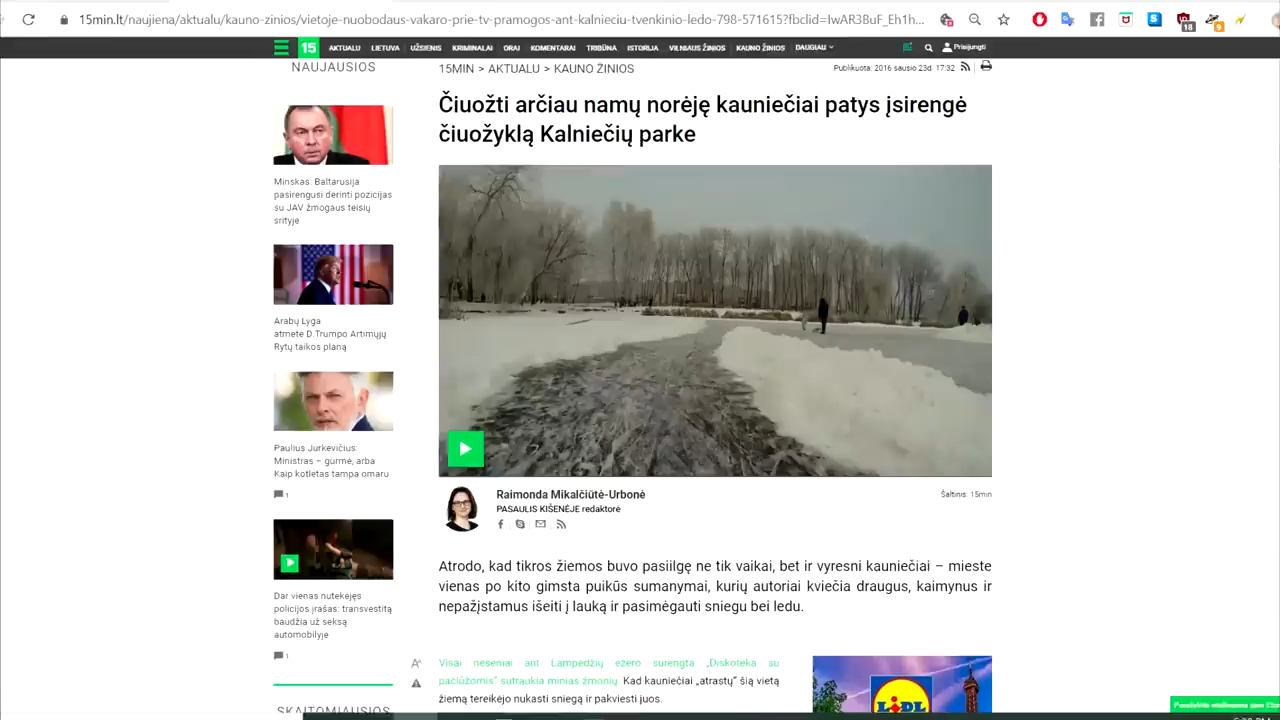 15min.lt/naujiena/aktualu/kauno-zinios/vietoje-nuobodaus-vakaro-prie-tv-pramogos-ant-kalnieciu-tvenkinio-ledo-798-571615?fbclid=IwAR3BuF_Eh1h...
18
9
15 AKTUALU LIETUVA UŽSIENIS KRIMINALAI ORAI KOMENTARAI TRIBŪNA ISTORIJA VILNIAUS ŽINIOS KAUNO ŽINIOS DAUGIAU Prisijungti
NAUJAUSIOS
15MIN > AKTUALU > KAUNO ŽINIOS
Publikuota: 2016 sausio 23d. 17:32
Čiuožti arčiau namų norėję kauniečiai patys įsirengė
čiuožyklą Kalniečių parke
Minskas: Baltarusija
pasirengusi derinti pozicijas
su JAV žmogaus teisių
srityje
Arabų Lyga
atmetė D.Trumpo Artimųjų
Rytų taikos planą
Paulius Jurkevičius:
Ministras – gurmė, arba
Kaip kotletas tampa omaru
1
Dar vienas nutekėjęs
policijos įrašas: transvestitą
baudžia už seksą
automobilyje
1
SKAITOMIAUSIOS
Raimonda Mikalčiūtė-Urbonė
PASAULIS KIŠENĖJE redaktorė
Šaltinis: 15min
Atrodo, kad tikros žiemos buvo pasiilgę ne tik vaikai, bet ir vyresni kauniečiai – mieste
vienas po kito gimsta puikūs sumanymai, kurių autoriai kviečia draugus, kaimynus ir
nepažįstamus išeiti į lauką ir pasimėgauti sniegu bei ledu.
Visai neseniai ant Lampėdžių ežero surengta „Diskoteka su
pačiūžomis“ sutraukia minias žmonių. Kad kauniečiai „atrastų“ šią vietą
žiemą tereikėjo nukasti sniegą ir pakviesti juos.
LIDL